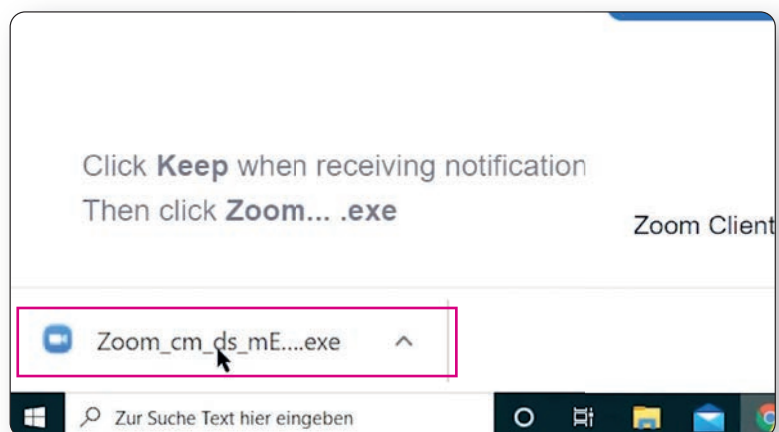 Click Keep when receiving notification
Then click Zoom... .exe
Zoom Client
Zoom_cm_ds_mE....exe
Zur Suche Text hier eingeben